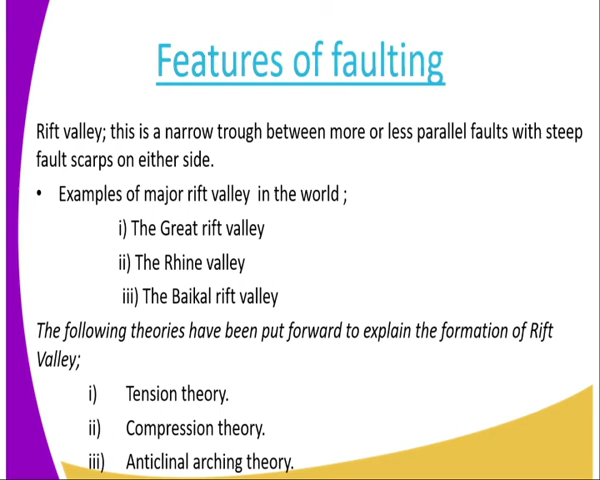 Features of faulting
Rift valley; this is a narrow trough between more or less parallel faults with steep
fault scarps on either side.
• Examples of major rift valley in the world ;
i) The Great rift valley
ii) The Rhine valley
iii) The Baikal rift valley
The following theories have been put forward to explain the formation of Rift
Valley;
i) Tension theory.
ii) Compression theory.
iii) Anticlinal arching theory.